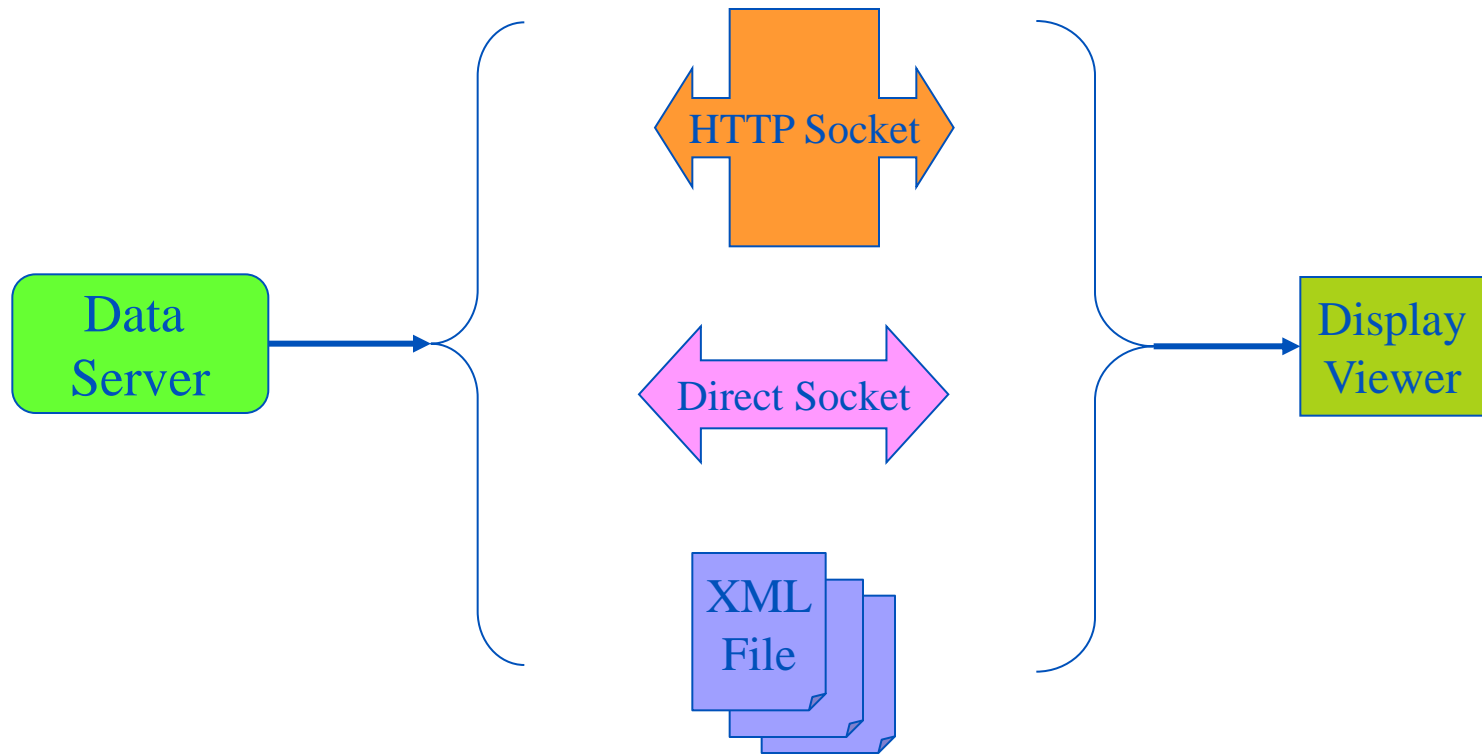 HTTP Socket
Data
Server
Direct Socket
Display
Viewer
XML
File